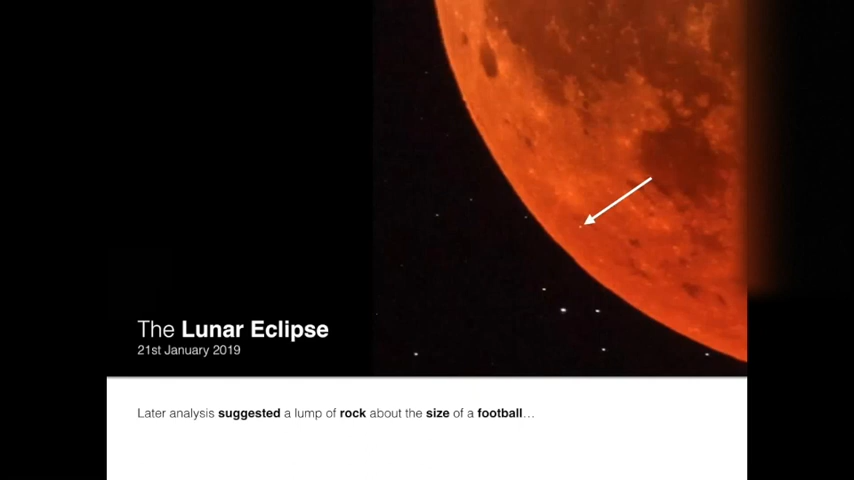 The Lunar Eclipse
21st January 2019
Later analysis suggested a lump of rock about the size of a football…